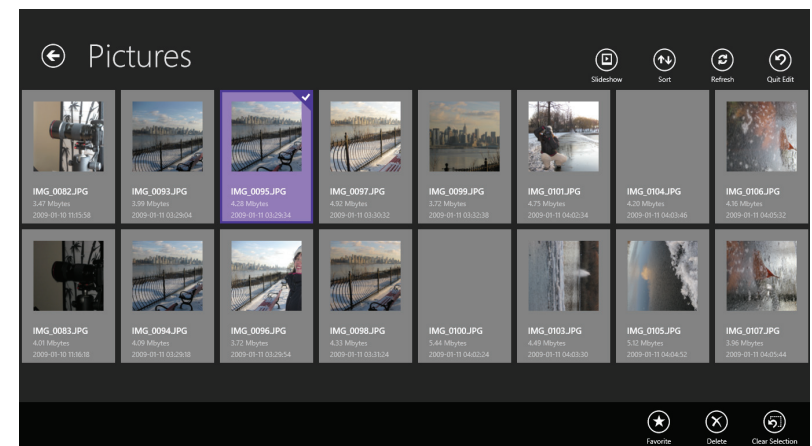 Pictures
Slideshow
Sort
Refresh
Quit Edit
IMG_0082.JPG
3.47 Mbytes
2009-01-10 11:15:58
IMG_0093.JPG
3.99 Mbytes
2009-01-11 03:29:04
IMG_0095.JPG
4.28 Mbytes
2009-01-11 03:29:34
IMG_0097.JPG
4.92 Mbytes
2009-01-11 03:30:32
IMG_0099.JPG
3.72 Mbytes
2009-01-11 03:32:38
IMG_0101.JPG
4.75 Mbytes
2009-01-11 04:02:34
IMG_0104.JPG
4.20 Mbytes
2009-01-11 04:03:46
IMG_0106.JPG
4.16 Mbytes
2009-01-11 04:05:32
IMG_0083.JPG
4.01 Mbytes
2009-01-10 11:16:18
IMG_0094.JPG
4.09 Mbytes
2009-01-11 03:29:18
IMG_0096.JPG
3.72 Mbytes
2009-01-11 03:29:54
IMG_0098.JPG
4.33 Mbytes
2009-01-11 03:31:24
IMG_0100.JPG
5.44 Mbytes
2009-01-11 04:02:24
IMG_0103.JPG
4.49 Mbytes
2009-01-11 04:03:30
IMG_0105.JPG
5.12 Mbytes
2009-01-11 04:04:52
IMG_0107.JPG
3.96 Mbytes
2009-01-11 04:05:44
Favorite
Delete
Clear Selection